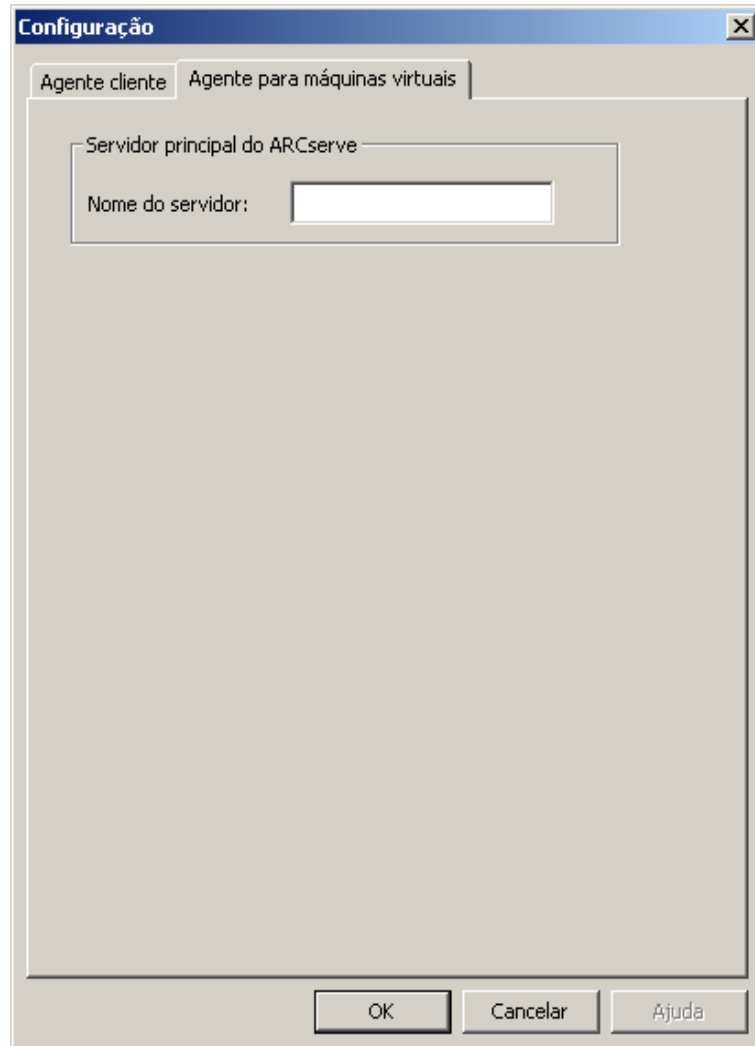 Configuração
Agente cliente
Agente para máquinas virtuais
Servidor principal do ARCserve
Nome do servidor:
OK
Cancelar
Ajuda